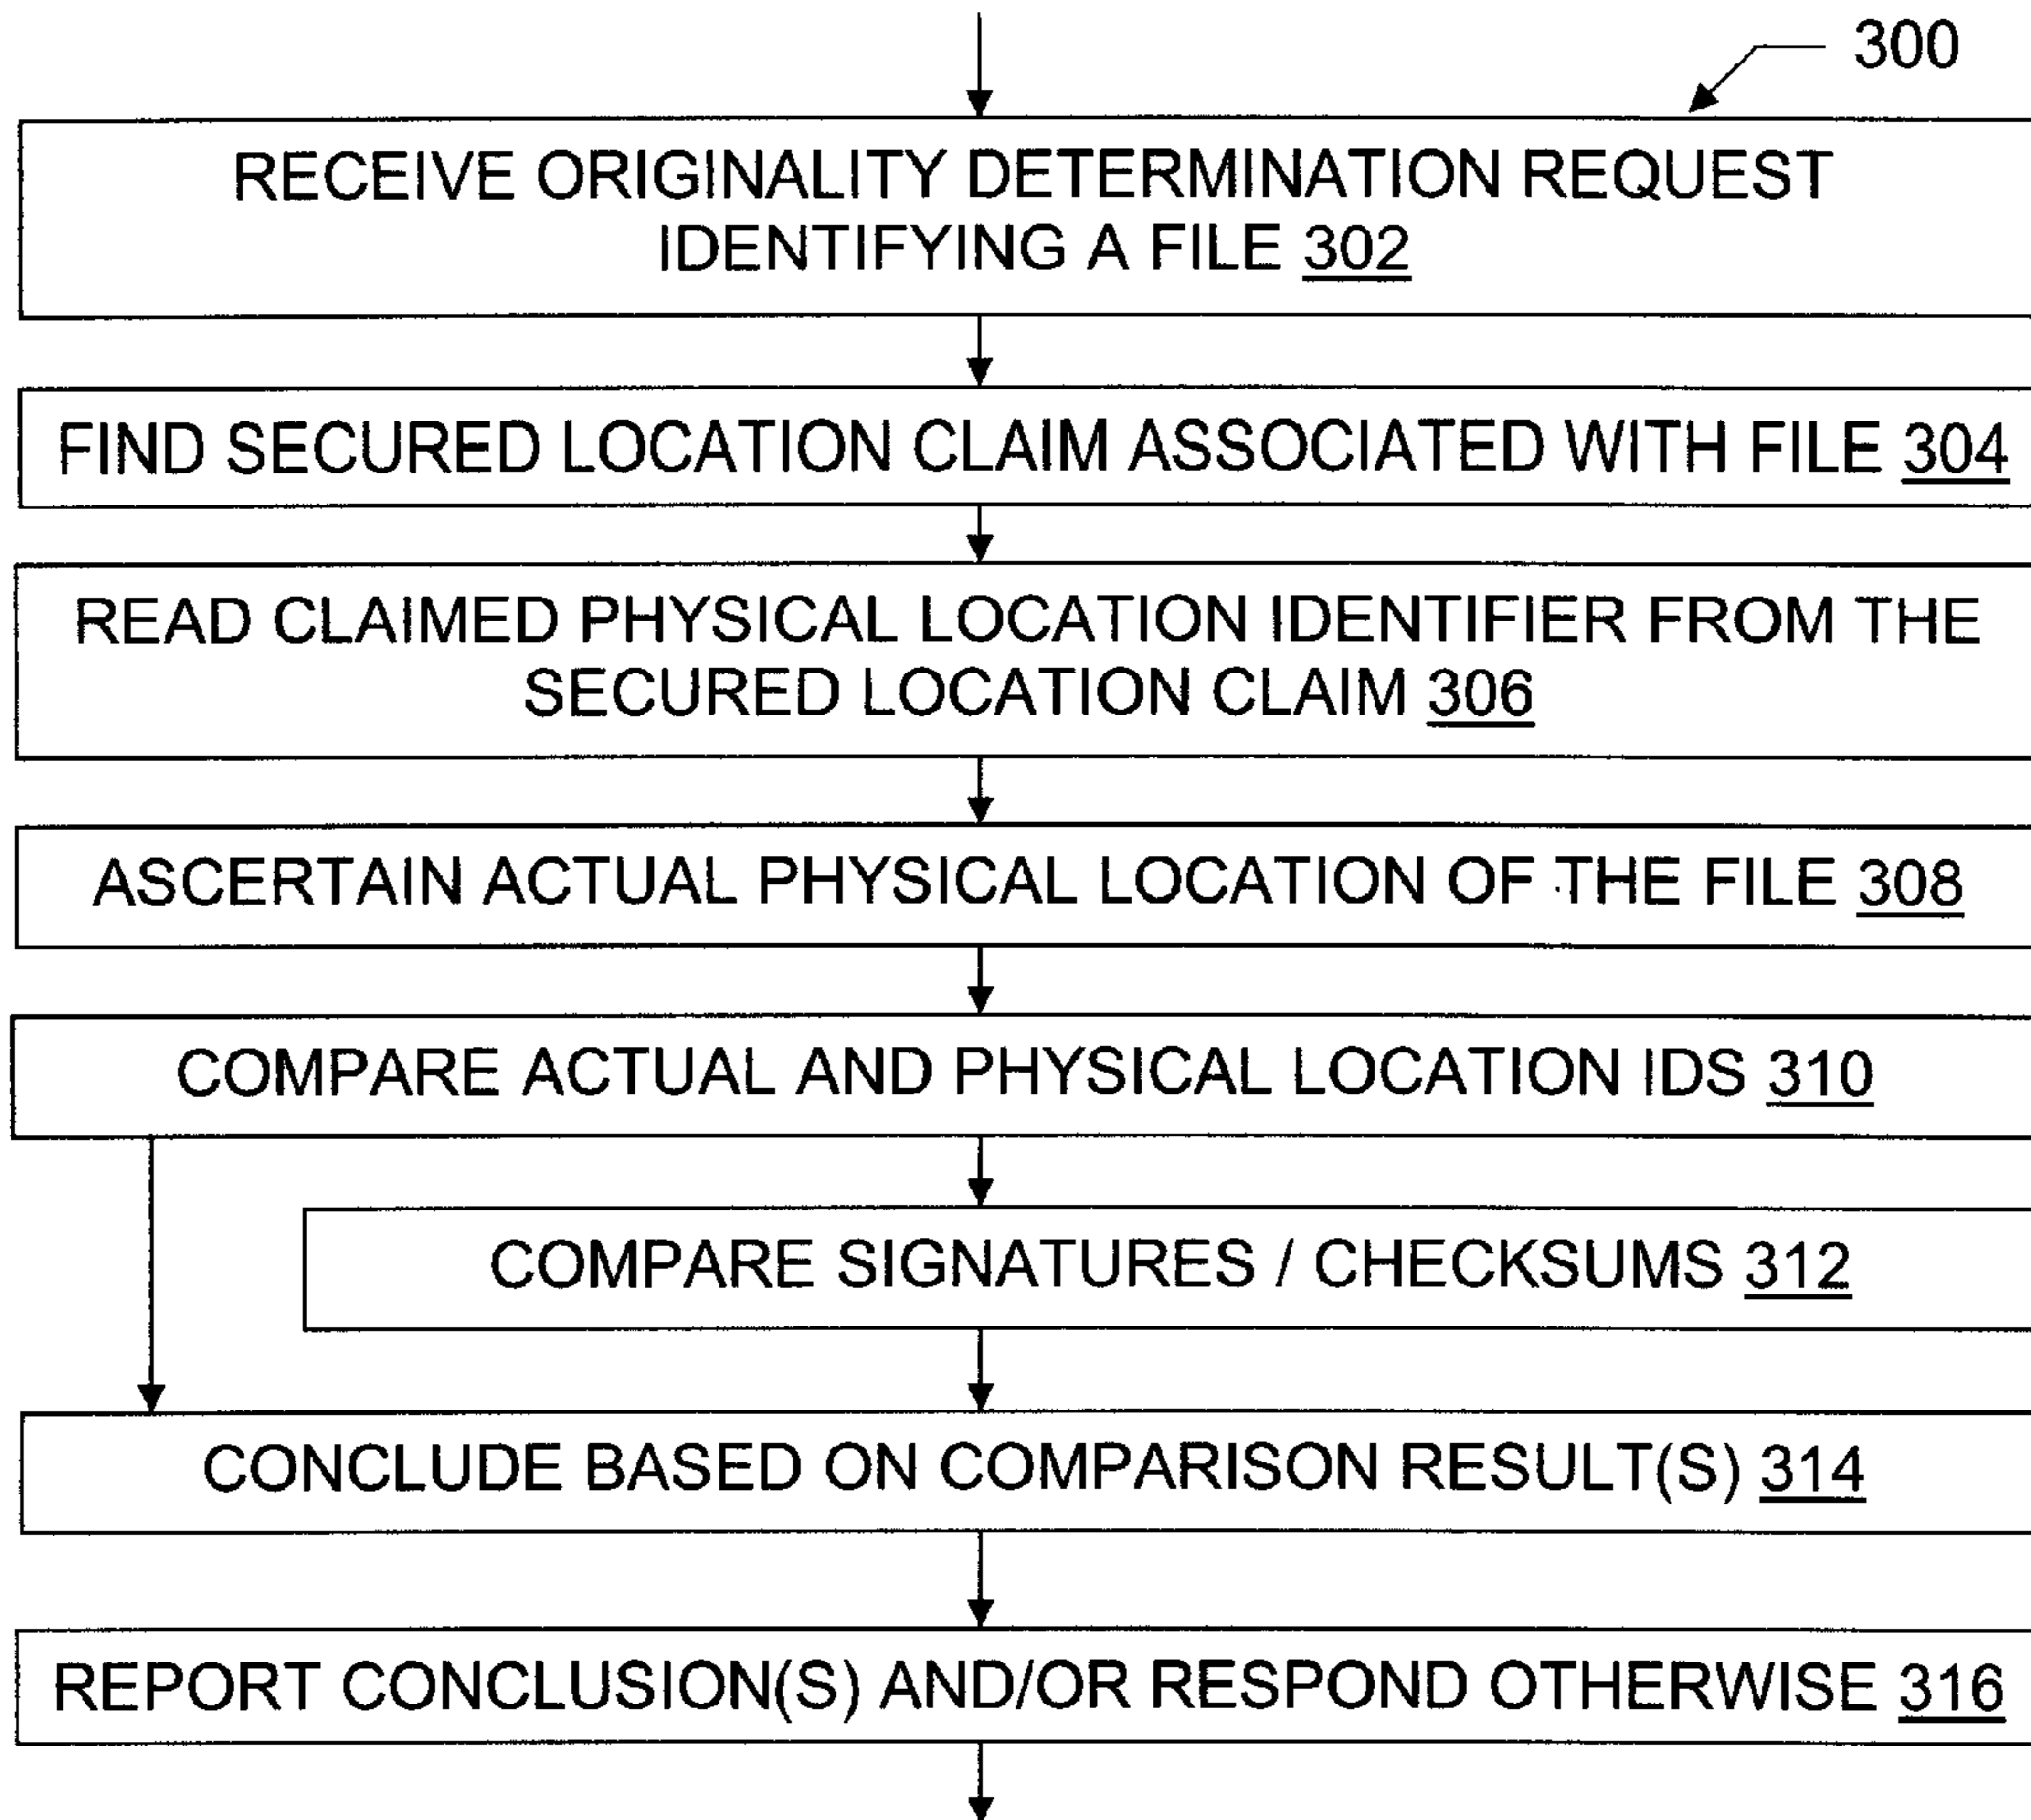 300
RECEIVE ORIGINALITY DETERMINATION REQUEST
IDENTIFYING A FILE 302
FIND SECURED LOCATION CLAIM ASSOCIATED WITH FILE 304
READ CLAIMED PHYSICAL LOCATION IDENTIFIER FROM THE
SECURED LOCATION CLAIM 306
ASCERTAIN ACTUAL PHYSICAL LOCATION OF THE FILE 308
COMPARE ACTUAL AND PHYSICAL LOCATION IDS 310
COMPARE SIGNATURES / CHECKSUMS 312
CONCLUDE BASED ON COMPARISON RESULT(S) 314
REPORT CONCLUSION(S) AND/OR RESPOND OTHERWISE 316